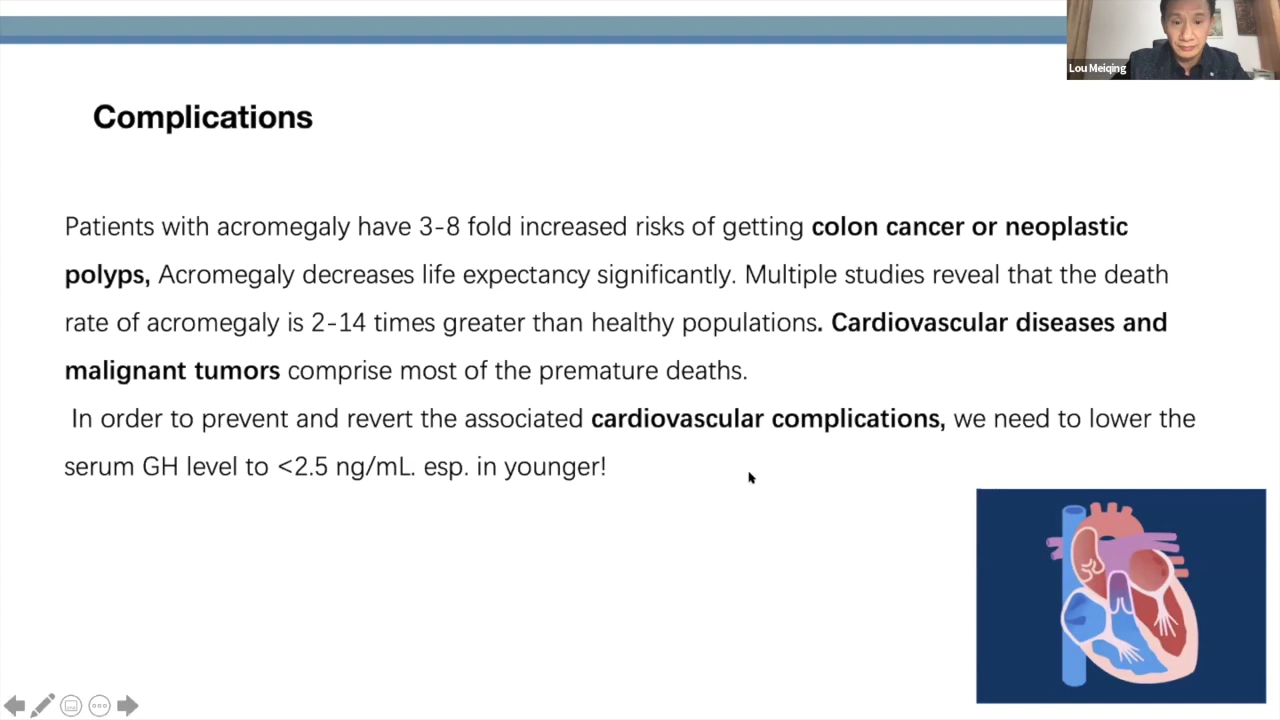 Lou Meiqing
Complications
Patients with acromegaly have 3-8 fold increased risks of getting colon cancer or neoplastic
polyps, Acromegaly decreases life expectancy significantly. Multiple studies reveal that the death
rate of acromegaly is 2-14 times greater than healthy populations. Cardiovascular diseases and
malignant tumors comprise most of the premature deaths.
In order to prevent and revert the associated cardiovascular complications, we need to lower the
serum GH level to <2.5 ng/mL. esp. in younger!